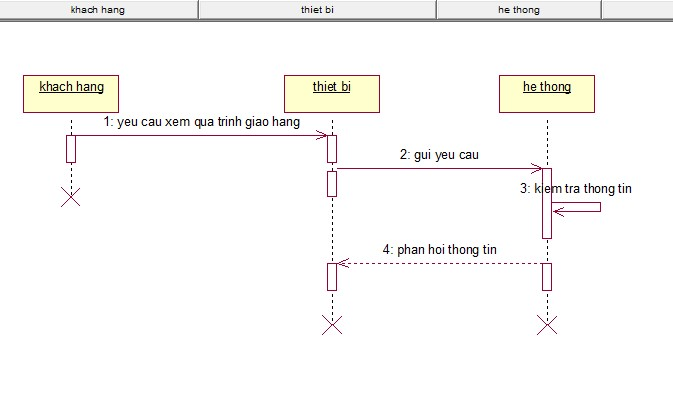 khach hang thiet bi he thong
khach hang thiet bi he thong
1: yeu cau xem qua trinh giao hang
2: gui yeu cau
3: kiem tra thong tin
4: phan hoi thong tin